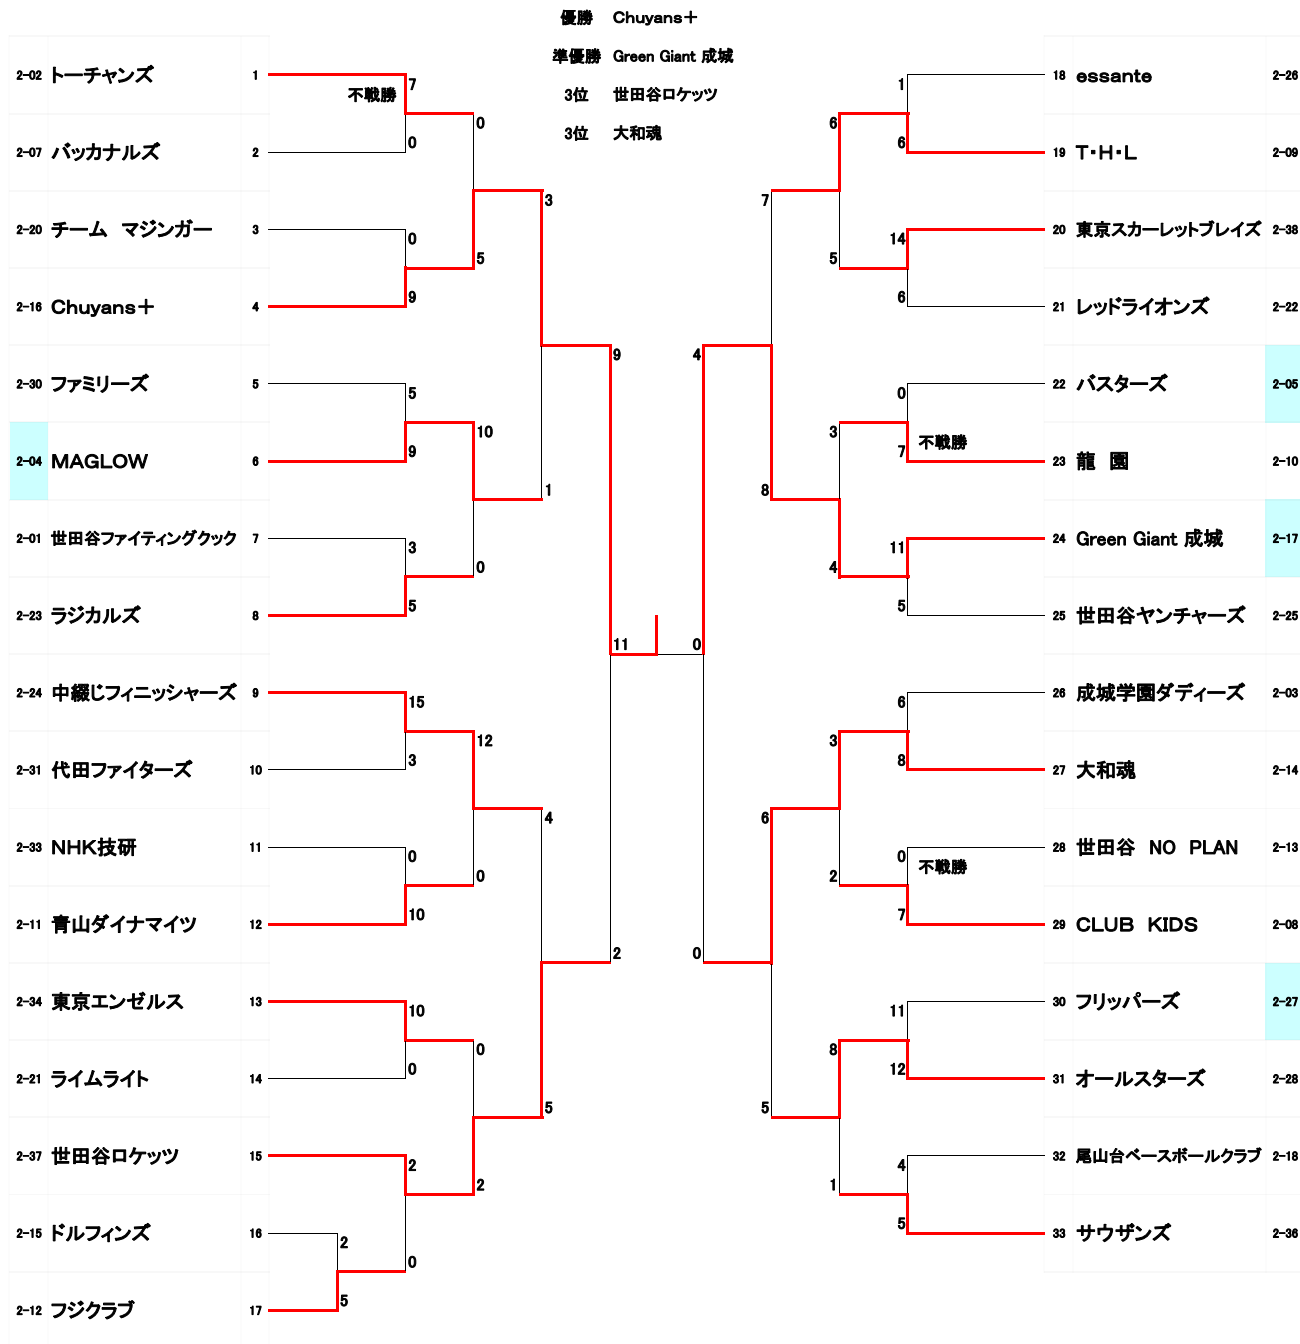 優勝 Chuyans＋
準優勝 Green Giant 成城
3位 世田谷ロケッツ
3位 大和魂
2-02 トーチャンズ 1
7
不戦勝
0
0
2-07 バッカナルズ 2
3
2-20 チーム　マジンガー 3
0
5
9
2-16 Chuyans＋ 4
9
2-30 ファミリーズ 5
5
10
9
2-04 MAGLOW 6
1
2-01 世田谷ファイティングクック 7
3
0
5
2-23 ラジカルズ 8
11
2-24 中綴じフィニッシャーズ 9
15
12
3
2-31 代田ファイターズ 10
4
2-33 NHK技研 11
0
0
10
2-11 青山ダイナマイツ 12
2
2-34 東京エンゼルス 13
10
0
0
2-21 ライムライト 14
5
2-37 世田谷ロケッツ 15
2
2
2-15 ドルフィンズ 16
2
0
5
2-12 フジクラブ 17
18 essante 2-26
1
6
6
19 T・H・L 2-09
7
20 東京スカーレットブレイズ 2-38
14
5
6
21 レッドライオンズ 2-22
4
22 バスターズ 2-05
0
3
不戦勝
7
23 龍　園 2-10
8
24 Green Giant 成城 2-17
11
4
5
25 世田谷ヤンチャーズ 2-25
0
26 成城学園ダディーズ 2-03
6
3
8
27 大和魂 2-14
6
28 世田谷　NO　PLAN 2-13
0
不戦勝
2
7
29 CLUB　KIDS 2-08
0
30 フリッパーズ 2-27
11
8
12
31 オールスターズ 2-28
5
32 尾山台ベースボールクラブ 2-18
4
1
5
33 サウザンズ 2-36